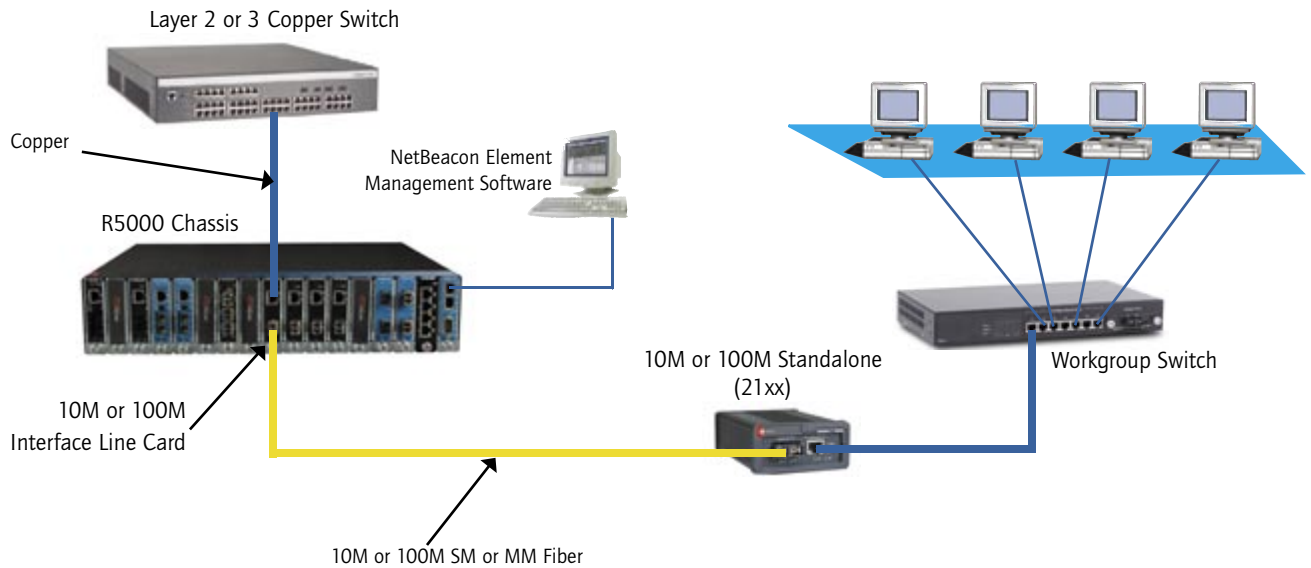 Layer 2 or 3 Copper Switch
Copper
NetBeacon Element
Management Software
R5000 Chassis
10M or 100M
Interface Line Card
10M or 100M Standalone
(21xx)
Workgroup Switch
10M or 100M SM or MM Fiber